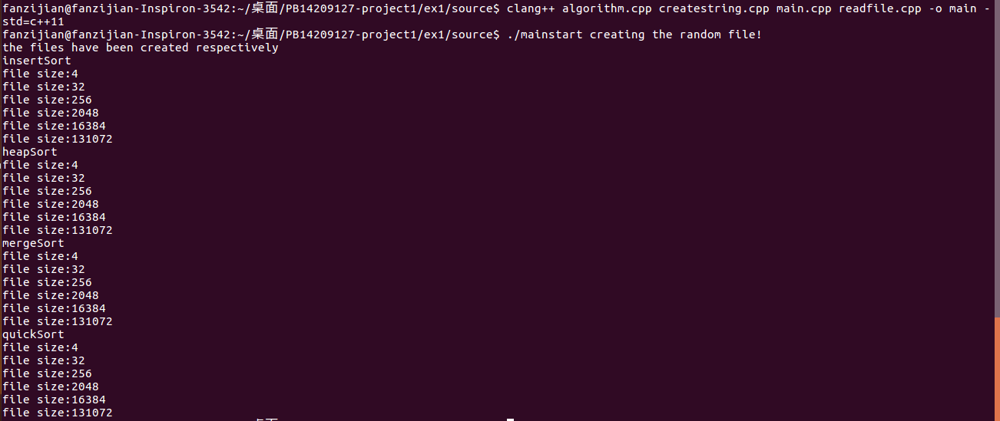 fanzijian@fanzijian-Inspiron-3542:~/桌面/PB14209127-project1/ex1/source$ clang++ algorithm.cpp createstring.cpp main.cpp readfile.cpp -o main -
std=c++11
fanzijian@fanzijian-Inspiron-3542:~/桌面/PB14209127-project1/ex1/source$ ./mainstart creating the random file!
the files have been created respectively
insertSort
file size:4
file size:32
file size:256
file size:2048
file size:16384
file size:131072
heapSort
file size:4
file size:32
file size:256
file size:2048
file size:16384
file size:131072
mergeSort
file size:4
file size:32
file size:256
file size:2048
file size:16384
file size:131072
quickSort
file size:4
file size:32
file size:256
file size:2048
file size:16384
file size:131072